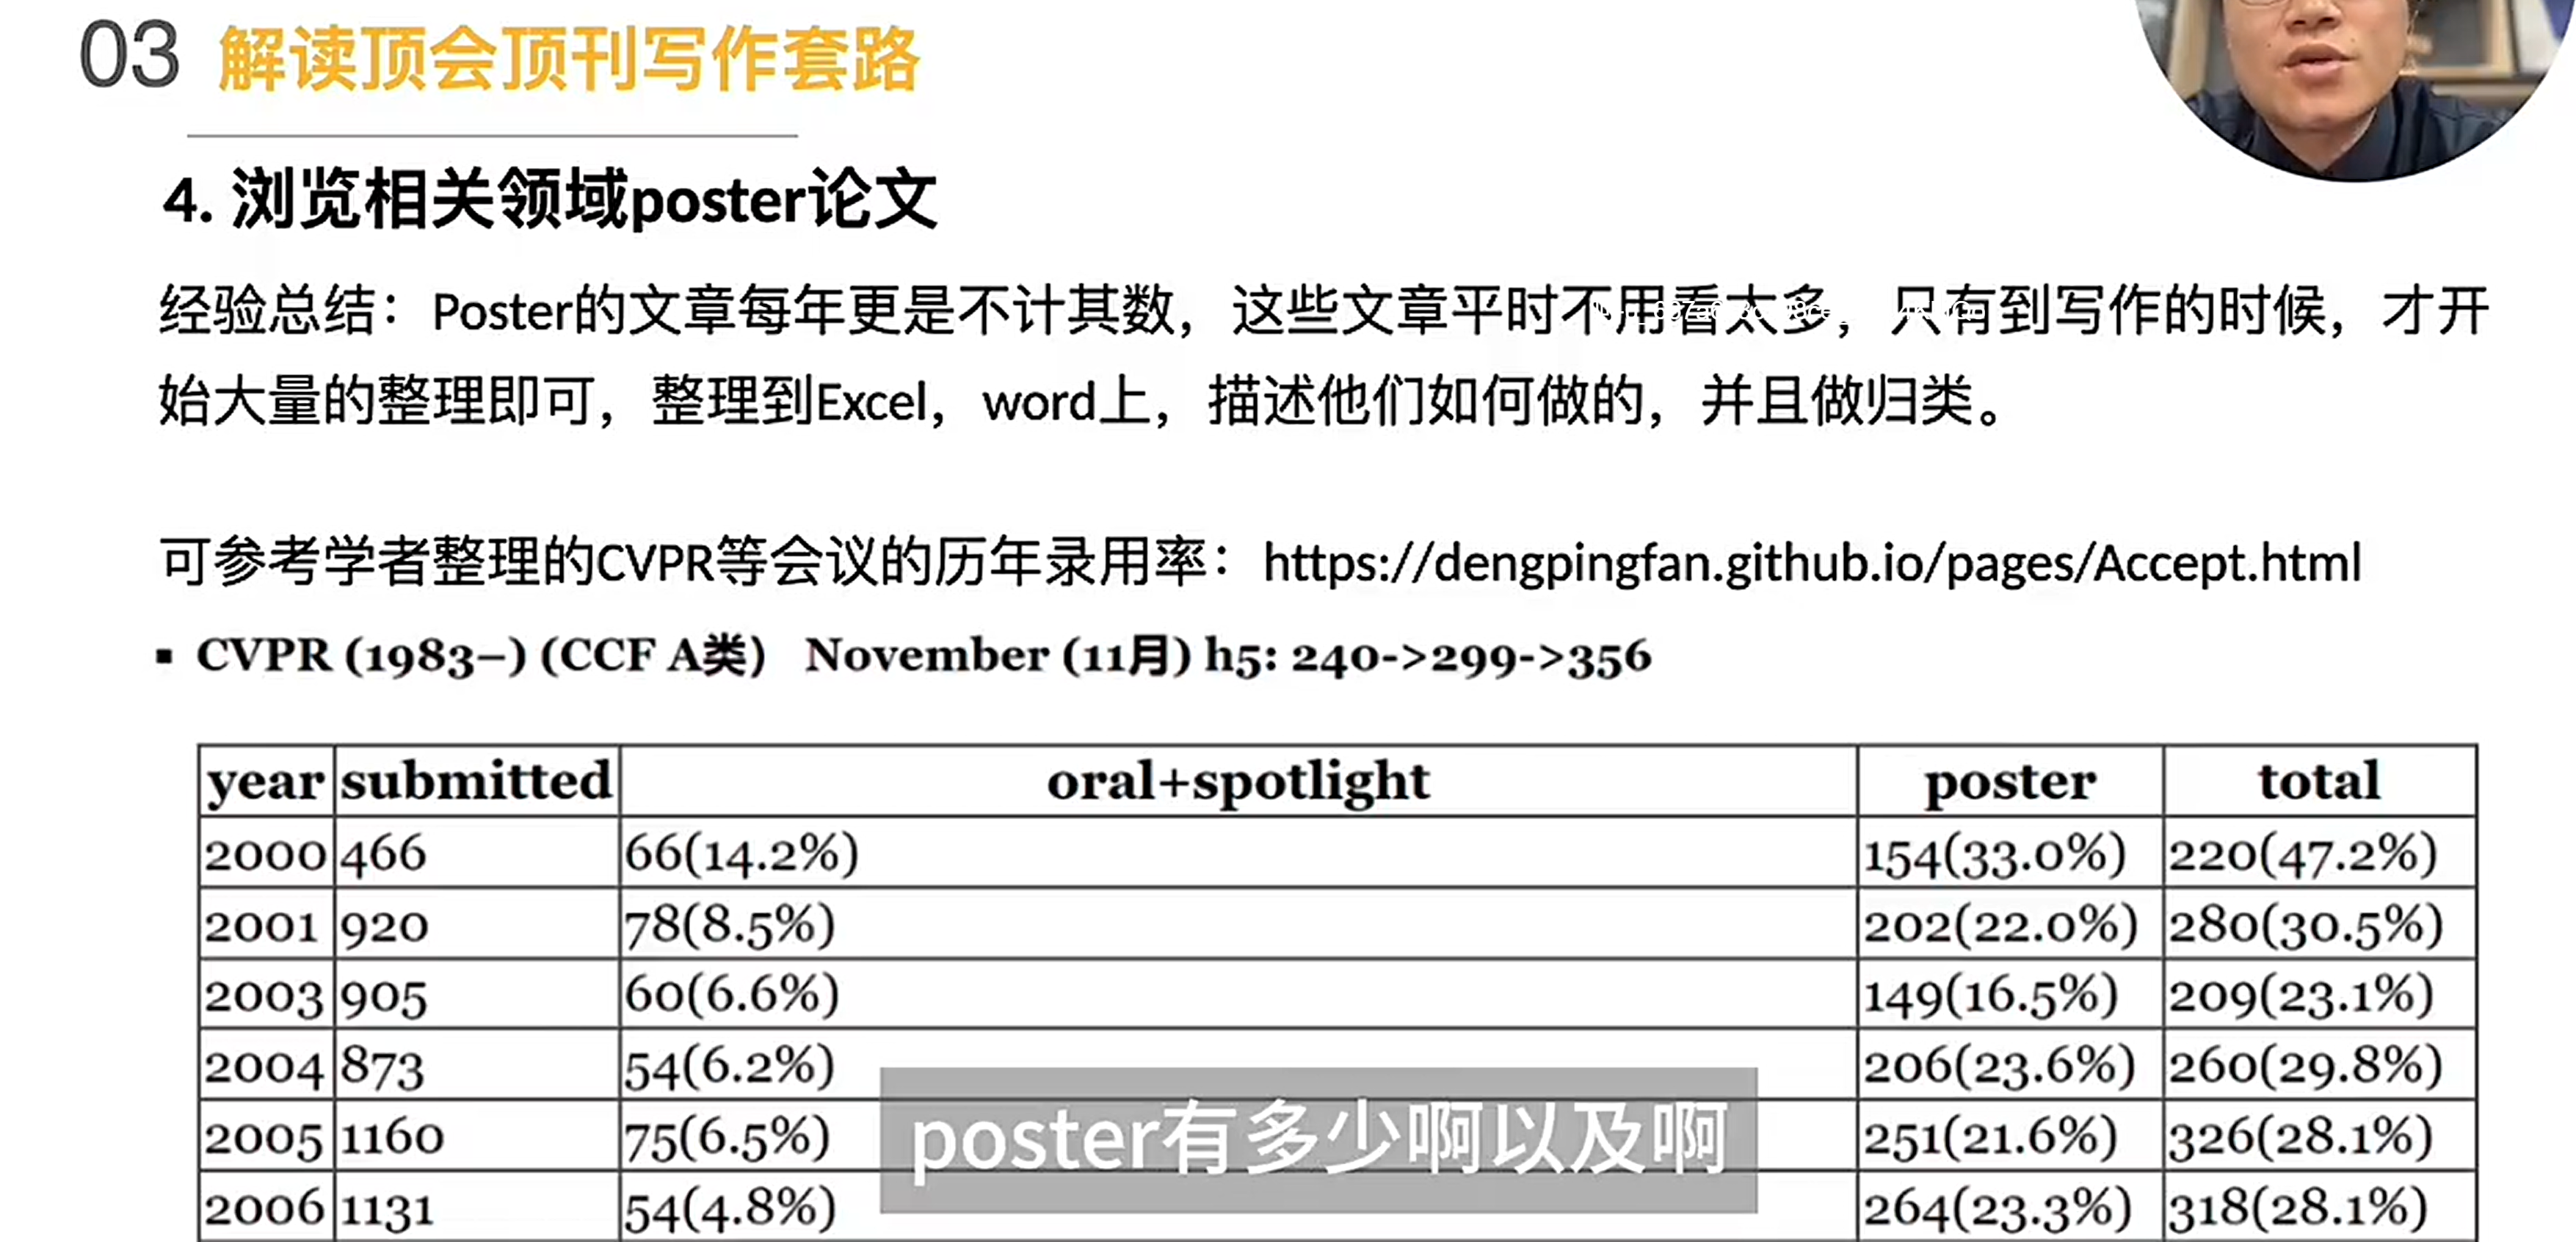 03 解读顶会顶刊写作套路
4. 浏览相关领域poster论文
经验总结：Poster的文章每年更是不计其数，这些文章平时不用看太多，只有到写作的时候，才开
始大量的整理即可，整理到Excel，word上，描述他们如何做的，并且做归类。
可参考学者整理的CVPR等会议的历年录用率：https://dengpingfan.github.io/pages/Accept.html
▪ CVPR (1983–) (CCF A类) November (11月) h5: 240->299->356
year submitted oral+spotlight poster total
2000 466 66(14.2%) 154(33.0%) 220(47.2%)
2001 920 78(8.5%) 202(22.0%) 280(30.5%)
2003 905 60(6.6%) 149(16.5%) 209(23.1%)
2004 873 54(6.2%) 206(23.6%) 260(29.8%)
2005 1160 75(6.5%) 251(21.6%) 326(28.1%)
2006 1131 54(4.8%) 264(23.3%) 318(28.1%)
poster有多少啊以及啊